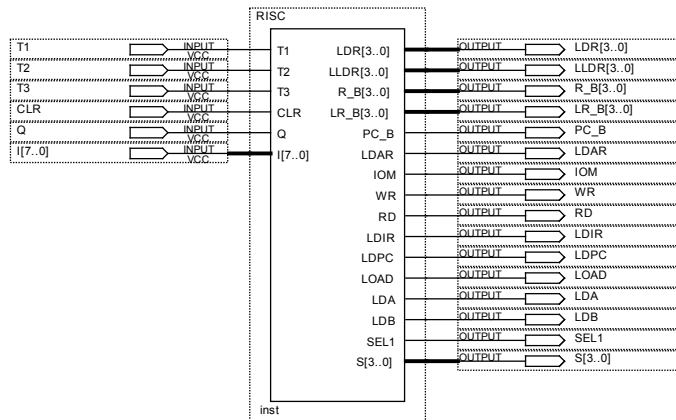 RISC
T1 INPUT VCC T1 LDR[3..0] OUTPUT LDR[3..0]
T2 INPUT VCC T2 LLDR[3..0] OUTPUT LLDR[3..0]
T3 INPUT VCC T3 R_B[3..0] OUTPUT R_B[3..0]
CLR INPUT VCC CLR LR_B[3..0] OUTPUT LR_B[3..0]
Q INPUT VCC Q PC_B OUTPUT PC_B
I[7..0] INPUT VCC I[7..0] LDAR OUTPUT LDAR
IOM OUTPUT IOM
WR OUTPUT WR
RD OUTPUT RD
LDIR OUTPUT LDIR
LDPC OUTPUT LDPC
LOAD OUTPUT LOAD
LDA OUTPUT LDA
LDB OUTPUT LDB
SEL1 OUTPUT SEL1
S[3..0] OUTPUT S[3..0]
inst